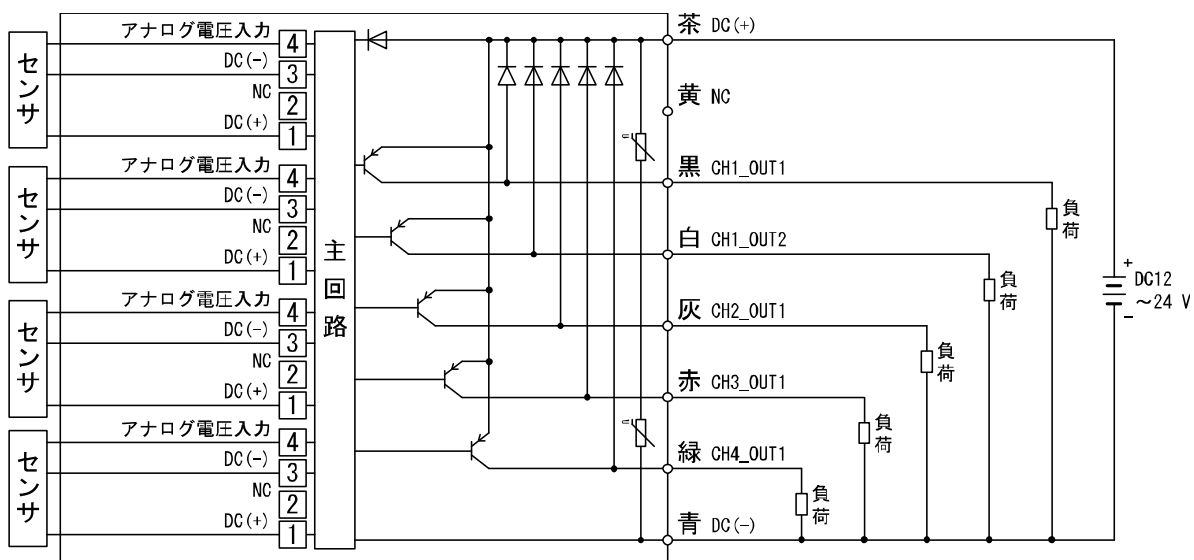 センサ
アナログ電圧入力 4
DC(-) 3
NC 2
DC(+) 1
センサ
アナログ電圧入力 4
DC(-) 3
NC 2
DC(+) 1
センサ
アナログ電圧入力 4
DC(-) 3
NC 2
DC(+) 1
センサ
アナログ電圧入力 4
DC(-) 3
NC 2
DC(+) 1
主回路
茶 DC(+)
黄 NC
黒 CH1_OUT1
白 CH1_OUT2
灰 CH2_OUT1
赤 CH3_OUT1
緑 CH4_OUT1
青 DC(-)
負荷
負荷
負荷
負荷
負荷
+
DC12
～24 V
-